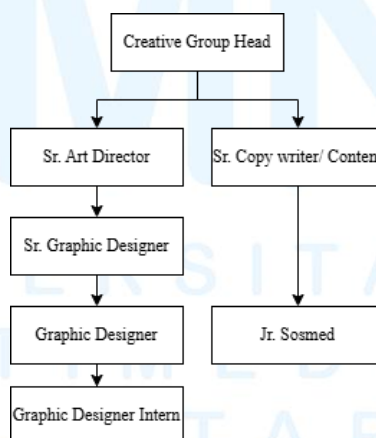 Creative Group Head
Sr. Art Director
Sr. Copy writer/ Conten
Sr. Graphic Designer
Graphic Designer
Jr. Sosmed
Graphic Designer Intern